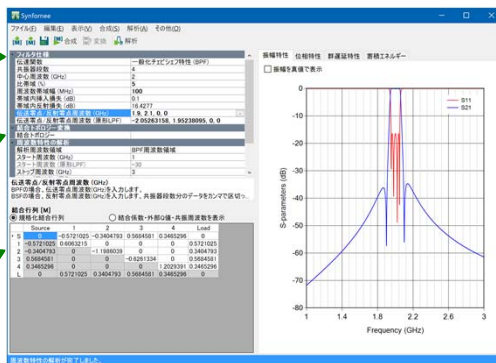 Synfornee
ファイル(F) 編集(E) 表示(V) 合成(S) 解析(A) その他(O)
合成 変換 解析
フィルタ仕様
伝達関数 一般化チェビシェフ特性 (BPF)
共振器段数 4
中心周波数 (GHz) 2
比帯域 (%) 5
周波数帯域幅 (MHz) 100
帯域内挿入損失 (dB) 0.1
帯域内反射損失 (dB) 16.4277
伝送零点/反射零点周波数 (GHz) 1.9, 2.1, 0, 0
伝送零点/反射零点周波数 (原形LPF) -2.05263158, 1.95238095, 0, 0
結合トポロジー変換
結合トポロジー
周波数特性の解析
解析周波数領域 BPF周波数領域
スタート周波数 (GHz) 1
スタート周波数 (原形LPF) -30
ストップ周波数 (GHz) 3
伝送零点/反射零点周波数 (GHz)
BPFの場合、伝送零点周波数(GHz)を入力します。
BSFの場合、反射零点周波数(GHz)を入力します。共振器段数分のデータをカンマで区切っ
結合行列 [M]
規格化結合行列 結合係数・外部Q値・共振周波数を表示
Source 1 2 3 4 Load
S 0 -0.5721025 -0.3404793 0.5684581 0.3465296 0
1 -0.5721025 0.6063215 0 0 0 0.5721025
2 -0.3404793 0 -1.1986039 0 0 0.3404793
3 0.5684581 0 0 -0.6261334 0 0.5684581
4 0.3465296 0 0 0 1.2029391 0.3465296
L 0 0.5721025 0.3404793 0.5684581 0.3465296 0
周波数特性の解析が完了しました。
振幅特性 位相特性 群遅延特性 蓄積エネルギー
振幅を真値で表示
S11
S21
0
-10
-20
-30
-40
-50
-60
-70
-80
S-parameters (dB)
1 1.4 1.8 2.2 2.6 3
Frequency (GHz)